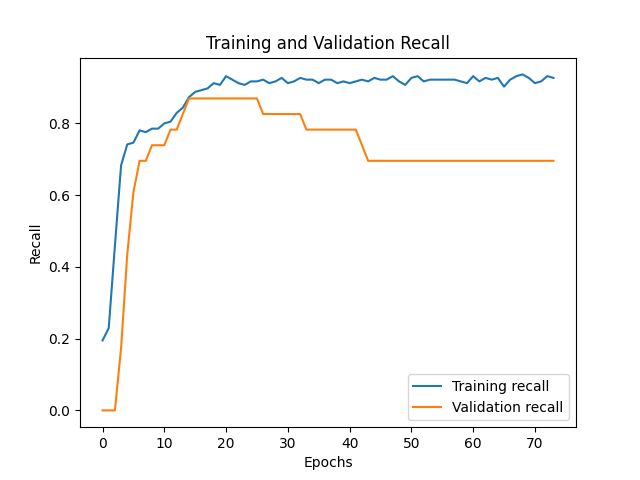 Training and Validation Recall
Recall
0.8
0.6
0.4
0.2
0.0
Training recall
Validation recall
0 10 20 30 40 50 60 70
Epochs